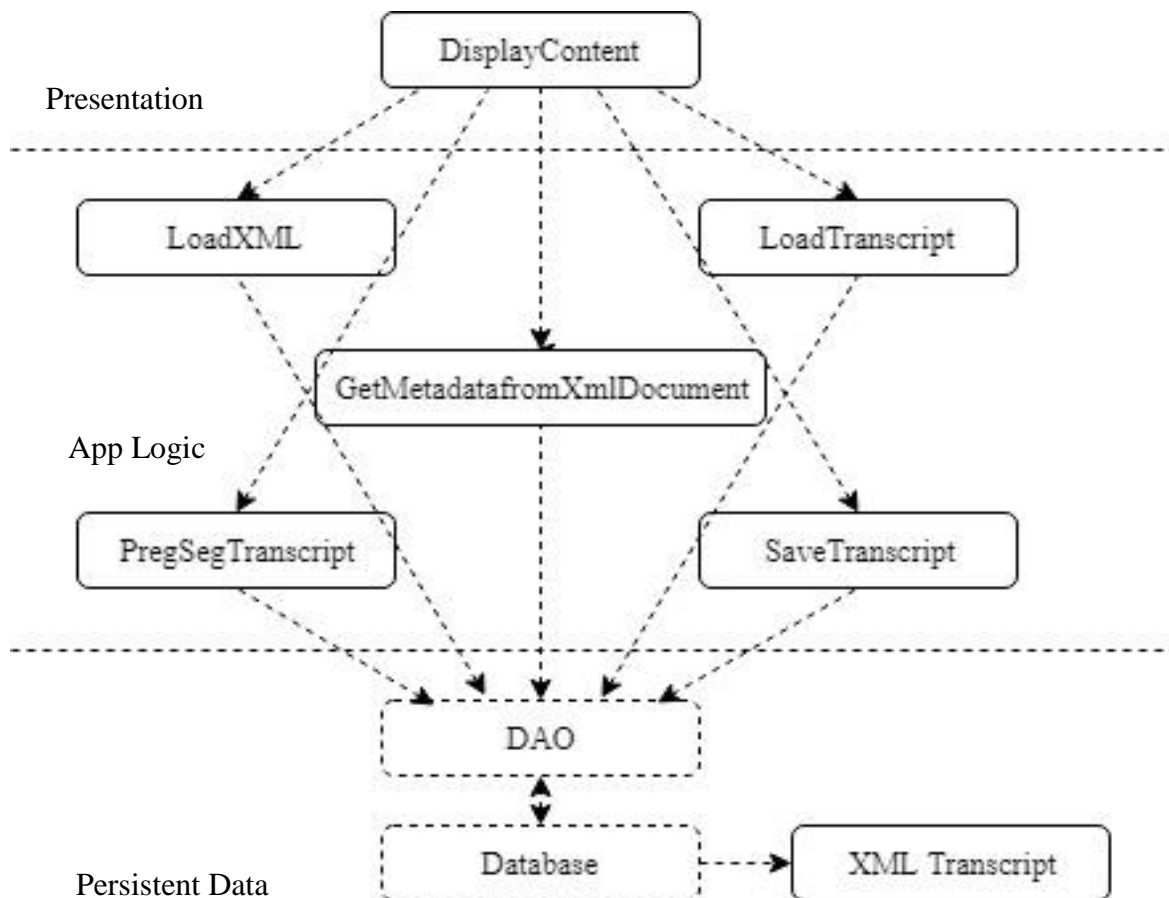 DisplayContent
Presentation
LoadXML
LoadTranscript
GetMetadatafromXmlDocument
App Logic
PregSegTranscript
SaveTranscript
DAO
Database
XML Transcript
Persistent Data